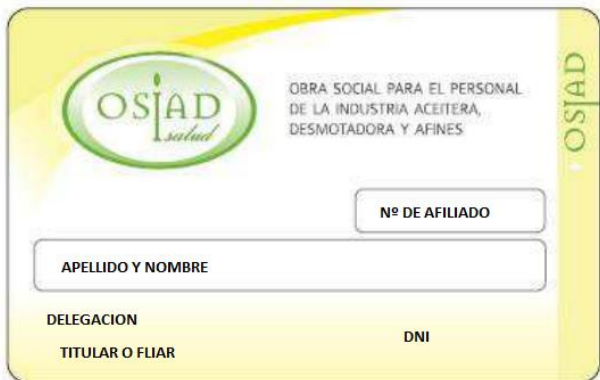 OSIAD
salud
OBRA SOCIAL PARA EL PERSONAL
DE LA INDUSTRIA ACEITERA,
DESMOTADORA Y AFINES
OSIAD
Nº DE AFILIADO
APELLIDO Y NOMBRE
DELEGACION
DNI
TITULAR O FLIAR